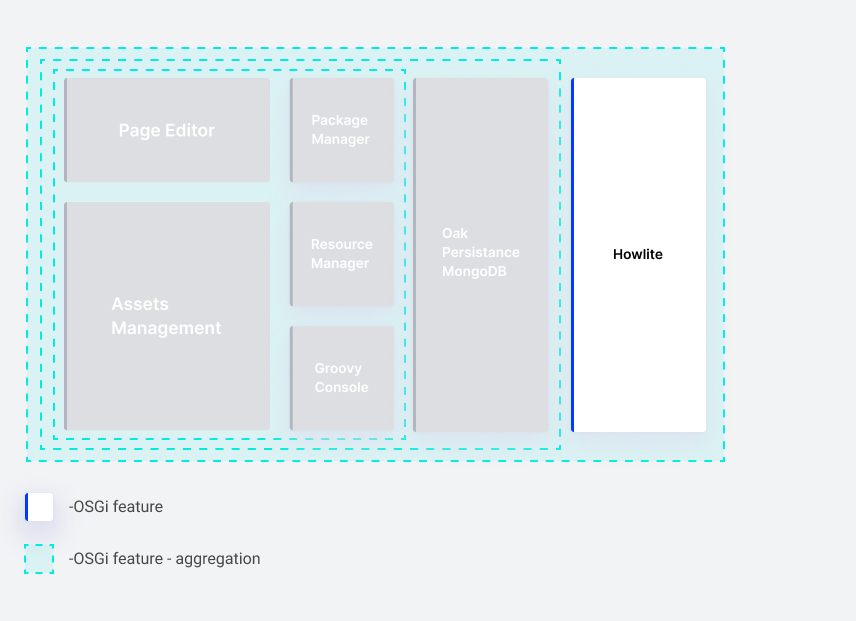 Page Editor
Package
Manager
Assets
Management
Resource
Manager
Groovy
Console
Oak
Persistance
MongoDB
Howlite
-OSGi feature
-OSGi feature - aggregation